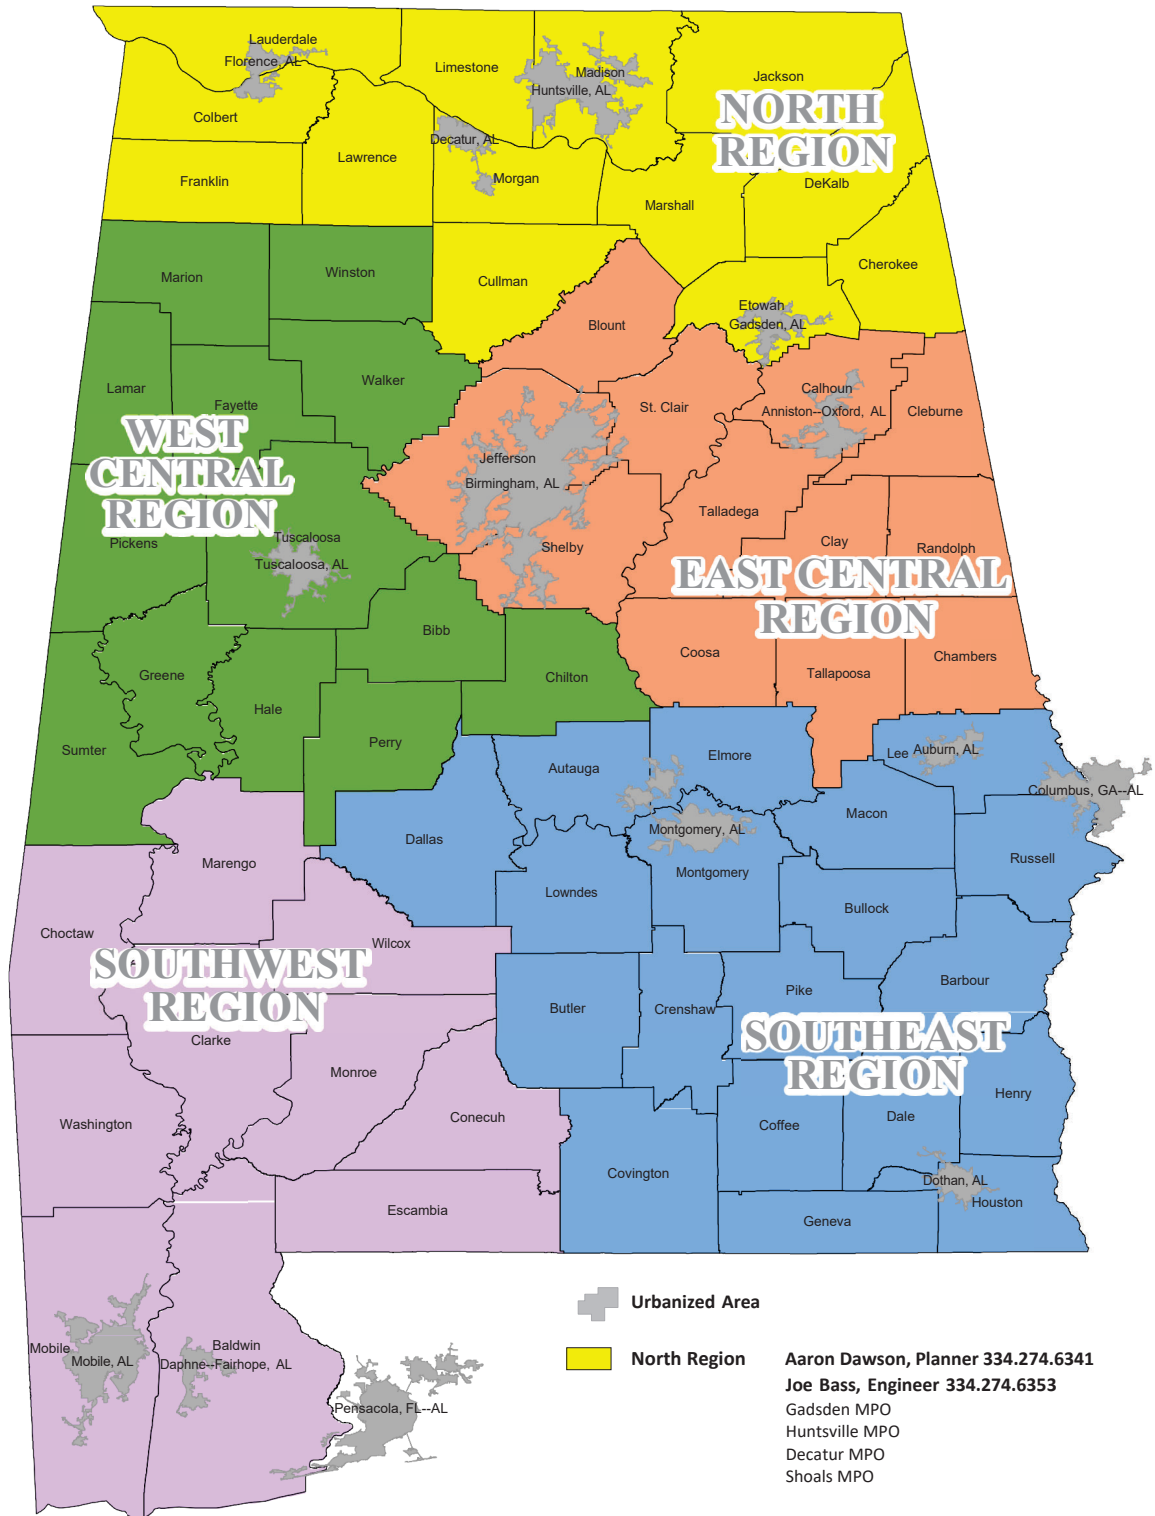 Lauderdale
Florence, AL
Limestone
Madison
Huntsville, AL
Jackson
NORTH
REGION
Colbert
Decatur, AL
Lawrence
Franklin
Morgan
DeKalb
Marshall
Cherokee
Marion
Winston
Cullman
Etowah
Gadsden, AL
Blount
Lamar
Walker
Fayette
St. Clair
Calhoun
Anniston--Oxford, AL
Cleburne
WEST
CENTRAL
REGION
Jefferson
Birmingham, AL
Talladega
Pickens
Tuscaloosa
Tuscaloosa, AL
Shelby
Clay
Randolph
EAST CENTRAL
REGION
Bibb
Greene
Chilton
Coosa
Tallapoosa
Chambers
Hale
Sumter
Perry
Autauga
Elmore
Lee
Auburn, AL
Columbus, GA--AL
Dallas
Montgomery, AL
Macon
Marengo
Montgomery
Russell
Lowndes
Bullock
Choctaw
Wilcox
SOUTHWEST
REGION
Butler
Crenshaw
Pike
Barbour
SOUTHEAST
REGION
Clarke
Monroe
Washington
Conecuh
Coffee
Dale
Henry
Covington
Dothan, AL
Houston
Escambia
Geneva
Urbanized Area
Mobile
Mobile, AL
Baldwin
Daphne--Fairhope, AL
Pensacola, FL--AL
North Region
Aaron Dawson, Planner 334.274.6341
Joe Bass, Engineer 334.274.6353
Gadsden MPO
Huntsville MPO
Decatur MPO
Shoals MPO